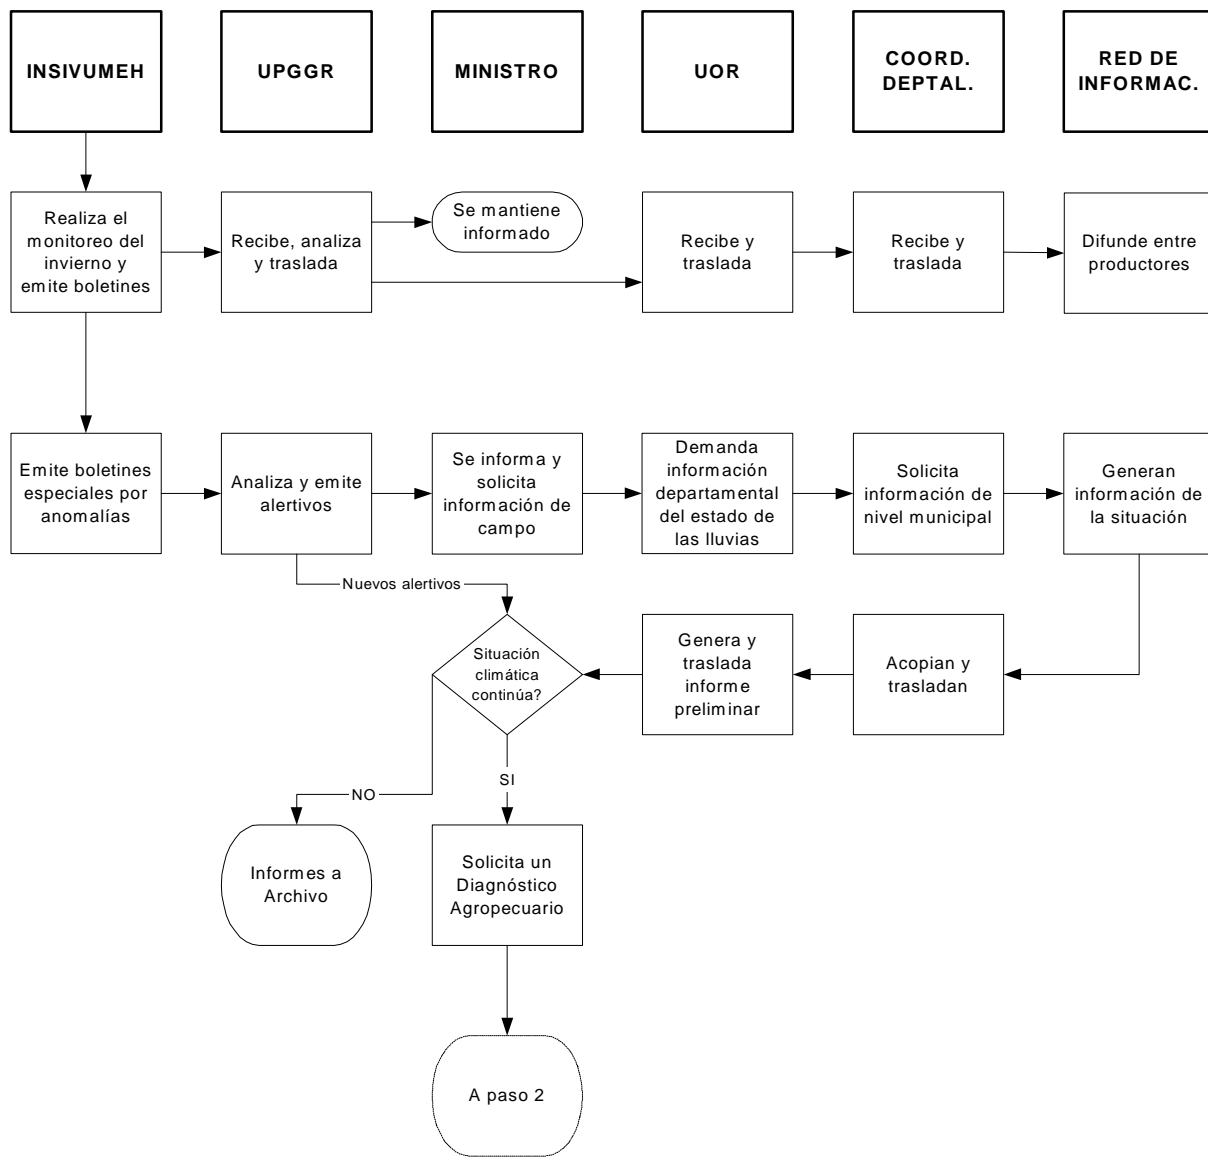 INSIVUMEH
UPGGR
MINISTRO
UOR
COORD.
DEPTAL.
RED DE
INFORMAC.
Realiza el
monitoreo del
invierno y
emite boletines
Recibe, analiza
y traslada
Se mantiene
informado
Recibe y
traslada
Recibe y
traslada
Difunde entre
productores
Emite boletines
especiales por
anomalías
Analiza y emite
alertivos
Se informa y
solicita
información de
campo
Demanda
información
departamental
del estado de
las lluvias
Solicita
información de
nivel municipal
Generan
información de
la situación
Nuevos alertivos
Situación
climática
continúa?
Genera y
traslada
informe
preliminar
Acopian y
trasladan
NO
SI
Informes a
Archivo
Solicita un
Diagnóstico
Agropecuario
A paso 2